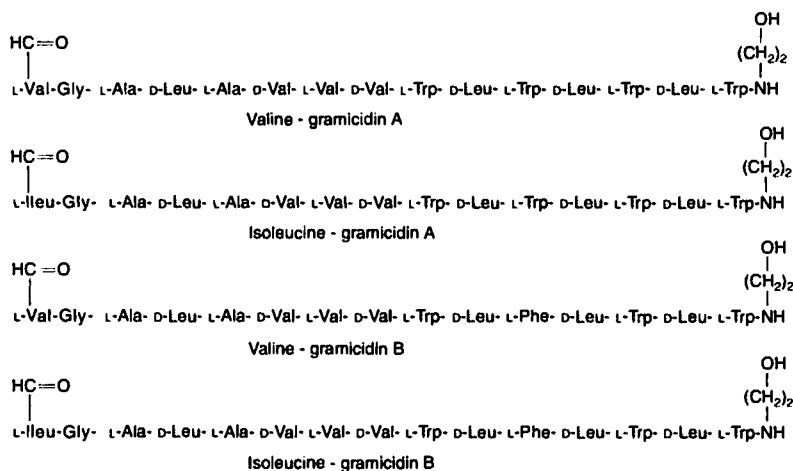 OH
HC=O (CH₂)₂
L-Val-Gly- L-Ala- D-Leu- L-Ala- D-Val- L-Val- D-Val- L-Trp- D-Leu- L-Trp- D-Leu- L-Trp- D-Leu- L-Trp-NH
Valine - gramicidin A
OH
HC=O (CH₂)₂
L-Ileu-Gly- L-Ala- D-Leu- L-Ala- D-Val- L-Val- D-Val- L-Trp- D-Leu- L-Trp- D-Leu- L-Trp- D-Leu- L-Trp-NH
Isoleucine - gramicidin A
OH
HC=O (CH₂)₂
L-Val-Gly- L-Ala- D-Leu- L-Ala- D-Val- L-Val- D-Val- L-Trp- D-Leu- L-Phe- D-Leu- L-Trp- D-Leu- L-Trp-NH
Valine - gramicidin B
OH
HC=O (CH₂)₂
L-Ileu-Gly- L-Ala- D-Leu- L-Ala- D-Val- L-Val- D-Val- L-Trp- D-Leu- L-Phe- D-Leu- L-Trp- D-Leu- L-Trp-NH
Isoleucine - gramicidin B